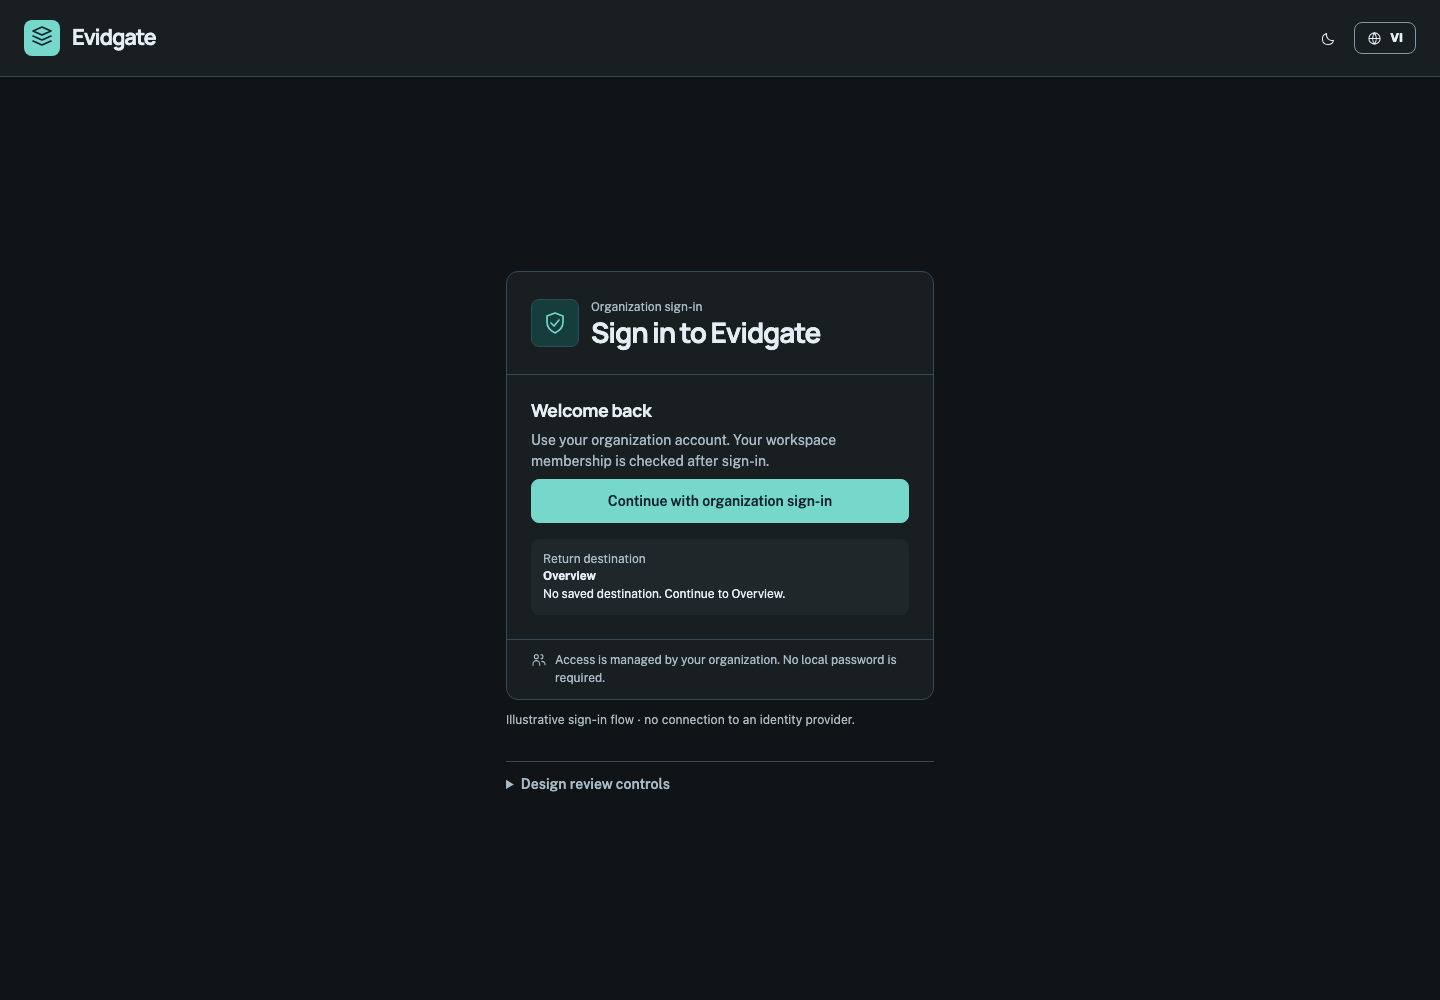 Evidgate
VI
Organization sign-in
Sign in to Evidgate
Welcome back
Use your organization account. Your workspace
membership is checked after sign-in.
Continue with organization sign-in
Return destination
Overview
No saved destination. Continue to Overview.
Access is managed by your organization. No local password is
required.
Illustrative sign-in flow · no connection to an identity provider.
Design review controls